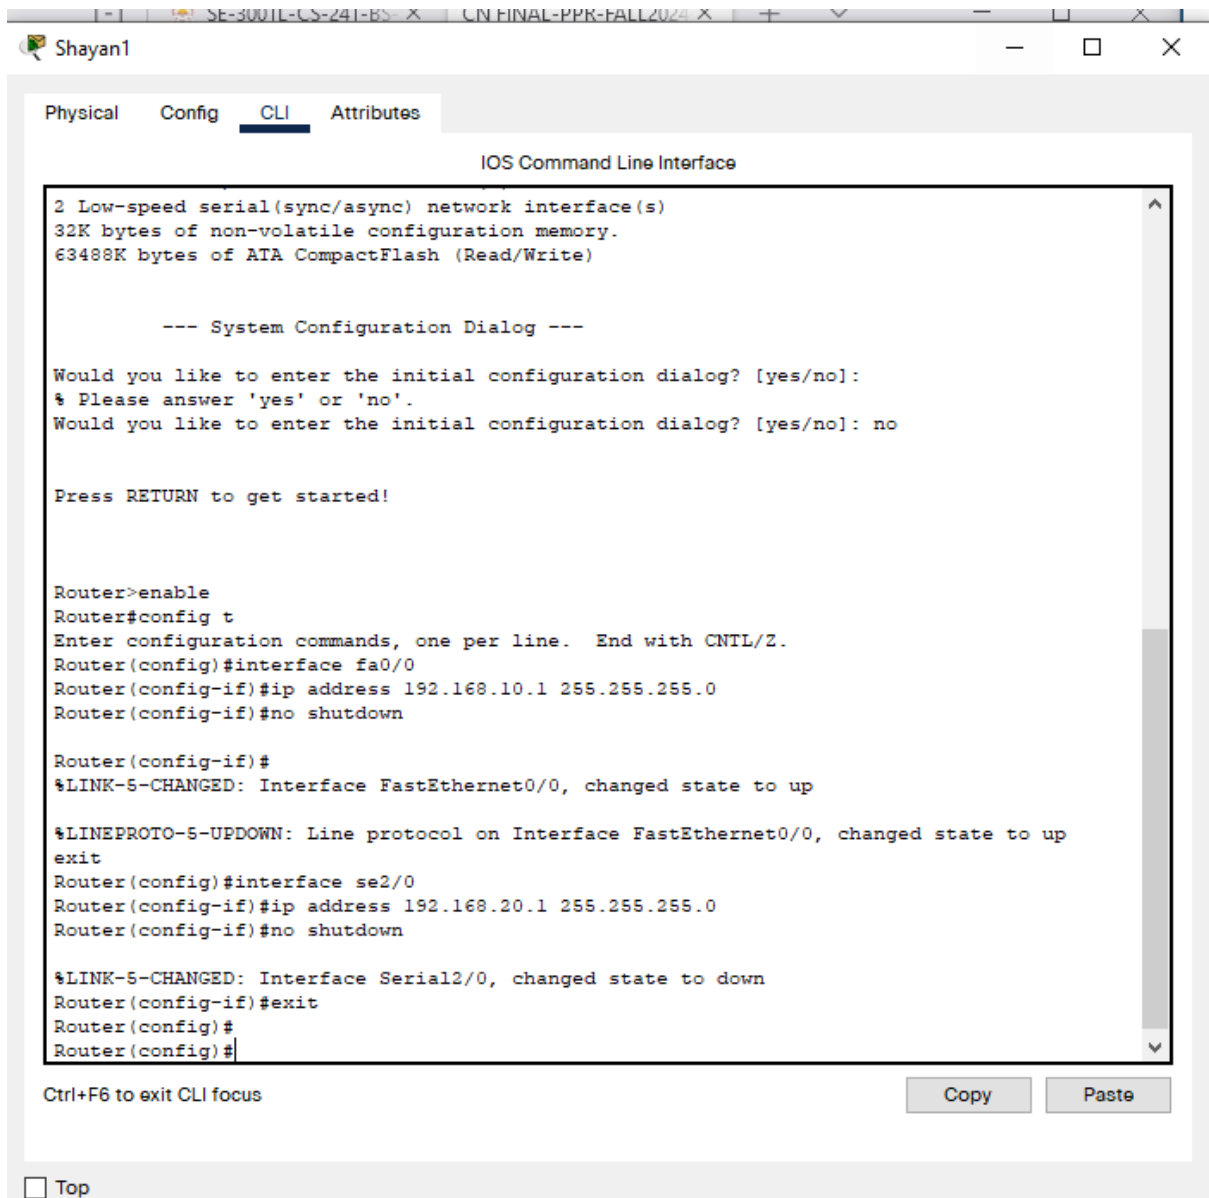 SE-3001L-CS-241-BS-
CN FINAL-PPR-FALL2024
Shayan1
Physical Config CLI Attributes
IOS Command Line Interface
2 Low-speed serial(sync/async) network interface(s)
32K bytes of non-volatile configuration memory.
63488K bytes of ATA CompactFlash (Read/Write)
--- System Configuration Dialog ---
Would you like to enter the initial configuration dialog? [yes/no]:
% Please answer 'yes' or 'no'.
Would you like to enter the initial configuration dialog? [yes/no]: no
Press RETURN to get started!
Router>enable
Router#config t
Enter configuration commands, one per line.  End with CNTL/Z.
Router(config)#interface fa0/0
Router(config-if)#ip address 192.168.10.1 255.255.255.0
Router(config-if)#no shutdown
Router(config-if)#
%LINK-5-CHANGED: Interface FastEthernet0/0, changed state to up
%LINEPROTO-5-UPDOWN: Line protocol on Interface FastEthernet0/0, changed state to up
exit
Router(config)#interface se2/0
Router(config-if)#ip address 192.168.20.1 255.255.255.0
Router(config-if)#no shutdown
%LINK-5-CHANGED: Interface Serial2/0, changed state to down
Router(config-if)#exit
Router(config)#
Router(config)#
Ctrl+F6 to exit CLI focus
Copy Paste
Top